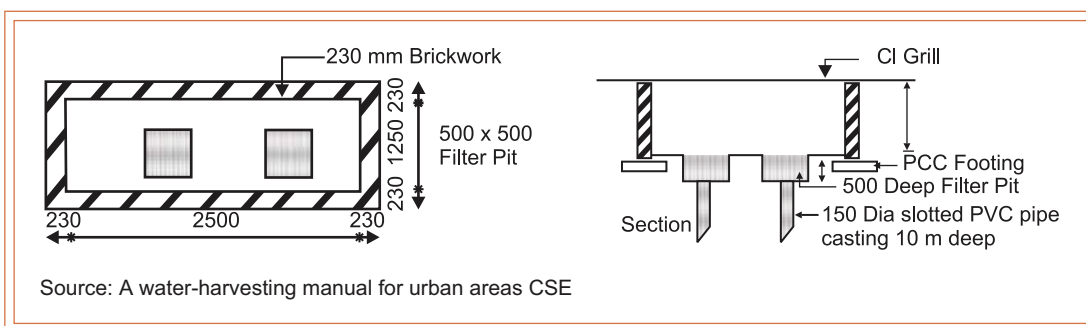 230 mm Brickwork
230
1250
230
500 x 500
Filter Pit
230
2500
230
CI Grill
PCC Footing
500 Deep Filter Pit
Section
150 Dia slotted PVC pipe
casting 10 m deep
Source: A water-harvesting manual for urban areas CSE